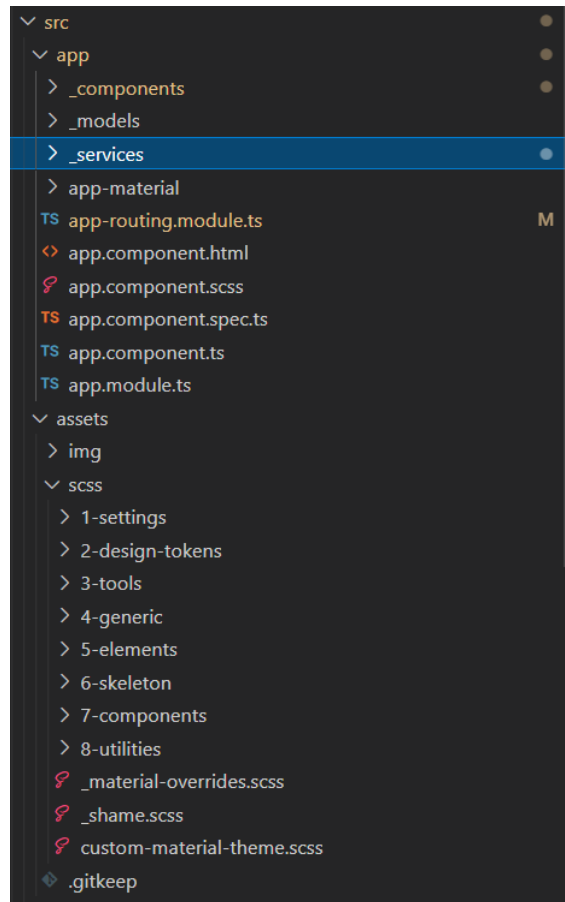 src
app
_components
_models
_services
app-material
TS app-routing.module.ts M
<> app.component.html
app.component.scss
TS app.component.spec.ts
TS app.component.ts
TS app.module.ts
assets
img
scss
1-settings
2-design-tokens
3-tools
4-generic
5-elements
6-skeleton
7-components
8-utilities
_material-overrides.scss
_shame.scss
custom-material-theme.scss
.gitkeep